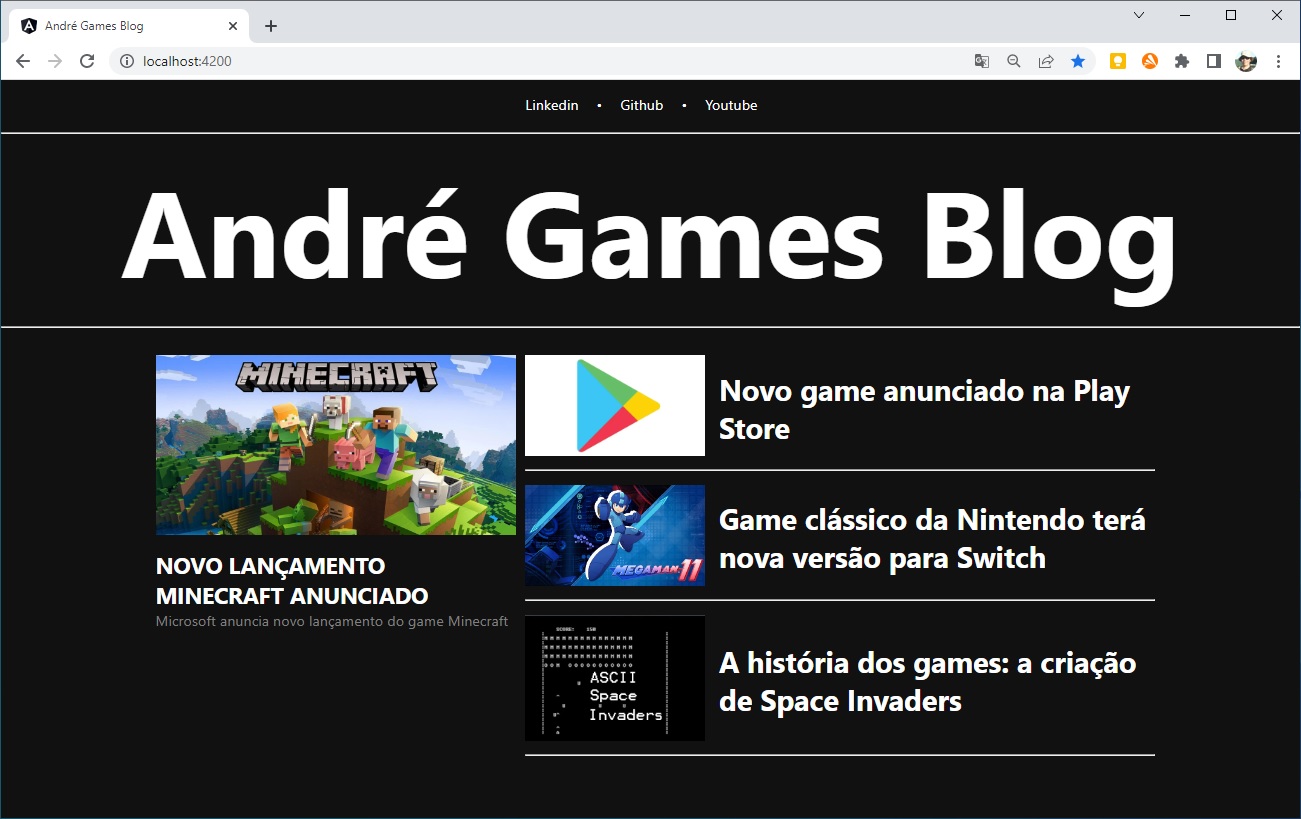 André Games Blog
localhost:4200
Linkedin • Github • Youtube
André Games Blog
MINECRAFT
NOVO LANÇAMENTO
MINECRAFT ANUNCIADO
Microsoft anuncia novo lançamento do game Minecraft
Novo game anunciado na Play
Store
MEGAMAN 11
Game clássico da Nintendo terá
nova versão para Switch
SCORE: 150
ASCII
Space
Invaders
A história dos games: a criação
de Space Invaders